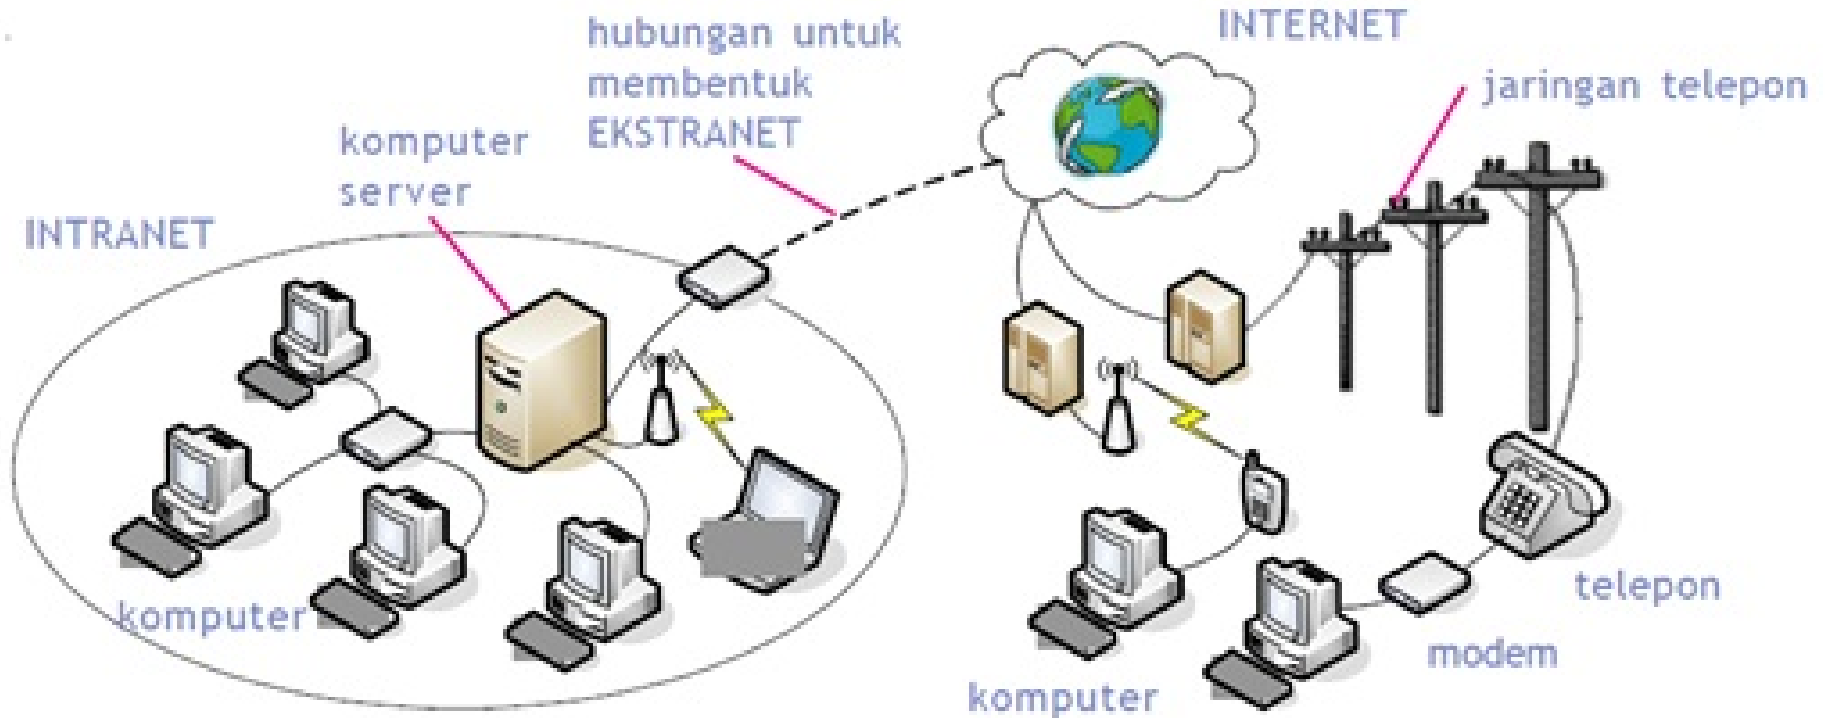 hubungan untuk
membentuk
EKSTRANET
INTERNET
jaringan telepon
komputer
server
INTRANET
komputer
telepon
modem
komputer